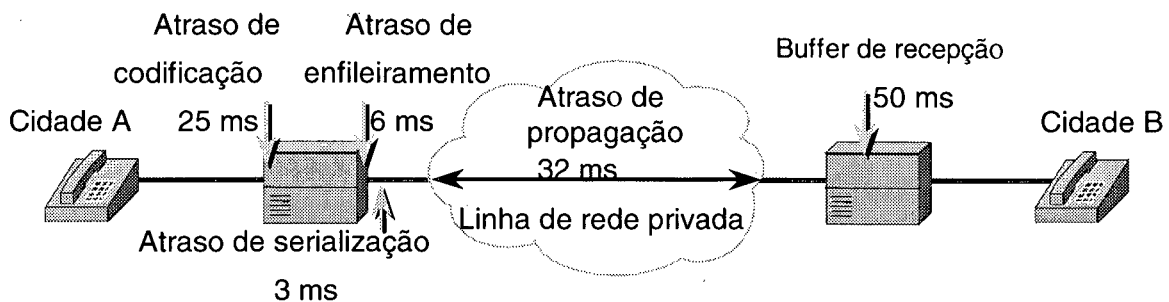 Atraso de
codificação
25 ms
Atraso de
enfileiramento
6 ms
Buffer de recepção
50 ms
Cidade A
Atraso de
propagação
32 ms
Cidade B
Linha de rede privada
Atraso de serialização
3 ms